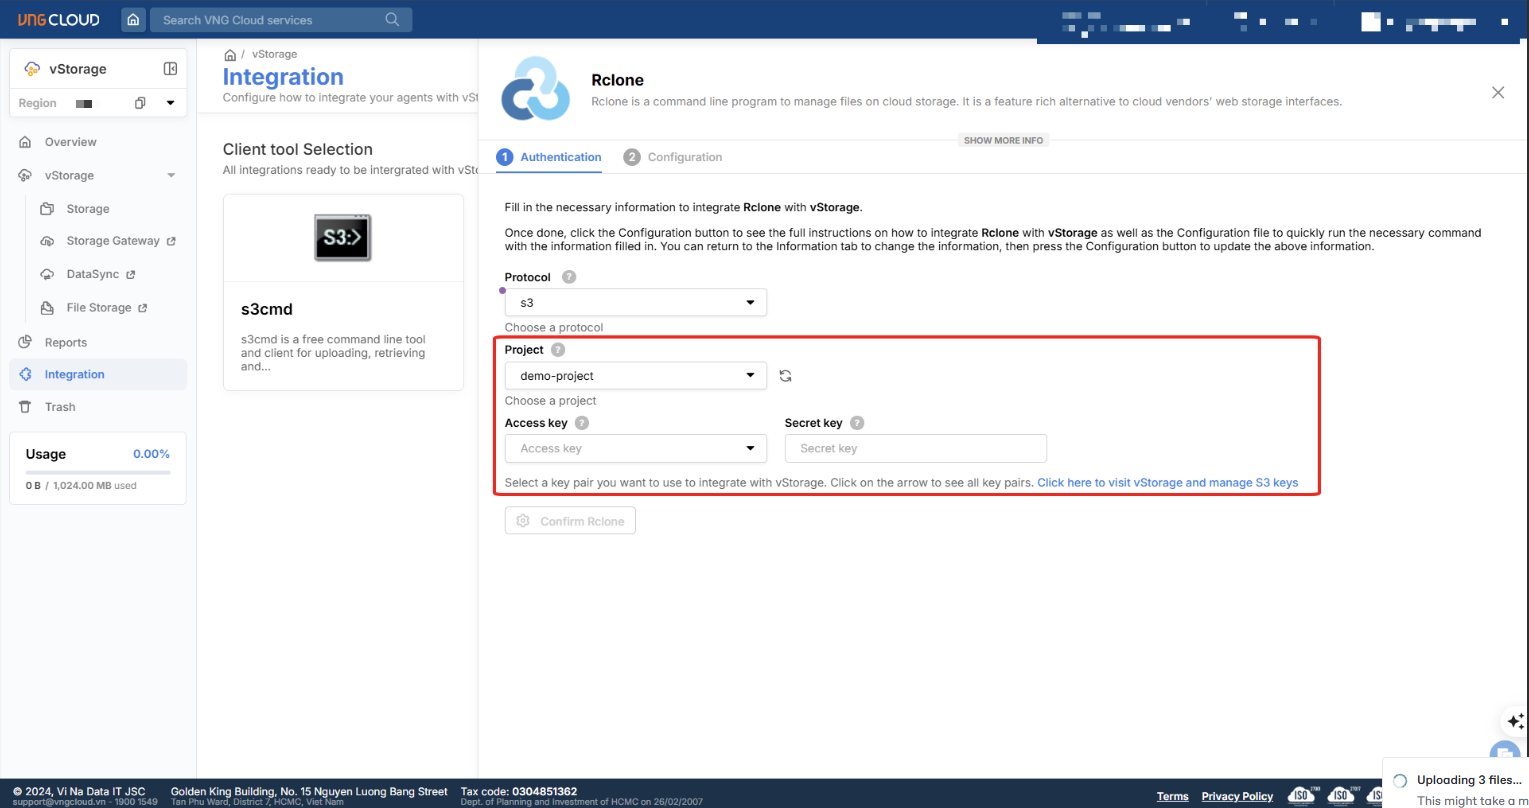 VNG CLOUD
Search VNG Cloud services
vStorage
Region
Overview
vStorage
Storage
Storage Gateway
DataSync
File Storage
Reports
Integration
Trash
Usage 0.00%
0 B / 1,024.00 MB used
/ vStorage
Integration
Configure how to integrate your agents with vSt
Client tool Selection
All integrations ready to be intergrated with vSto
S3:>
s3cmd
s3cmd is a free command line tool
and client for uploading, retrieving
and...
Rclone
Rclone is a command line program to manage files on cloud storage. It is a feature rich alternative to cloud vendors' web storage interfaces.
SHOW MORE INFO
1 Authentication
2 Configuration
Fill in the necessary information to integrate Rclone with vStorage.
Once done, click the Configuration button to see the full instructions on how to integrate Rclone with vStorage as well as the Configuration file to quickly run the necessary command
with the information filled in. You can return to the Information tab to change the information, then press the Configuration button to update the above information.
Protocol ?
s3
Choose a protocol
Project ?
demo-project
Choose a project
Access key ? Secret key ?
Access key Secret key
Select a key pair you want to use to integrate with vStorage. Click on the arrow to see all key pairs. Click here to visit vStorage and manage S3 keys
Confirm Rclone
© 2024, Vi Na Data IT JSC
support@vngcloud.vn - 1900 1549
Golden King Building, No. 15 Nguyen Luong Bang Street
Tan Phu Ward, District 7, HCMC, Viet Nam
Tax code: 0304851362
Dept. of Planning and Investment of HCMC on 26/02/2007
Terms
Privacy Policy
ISO
ISO
ISO
Uploading 3 files...
This might take a m